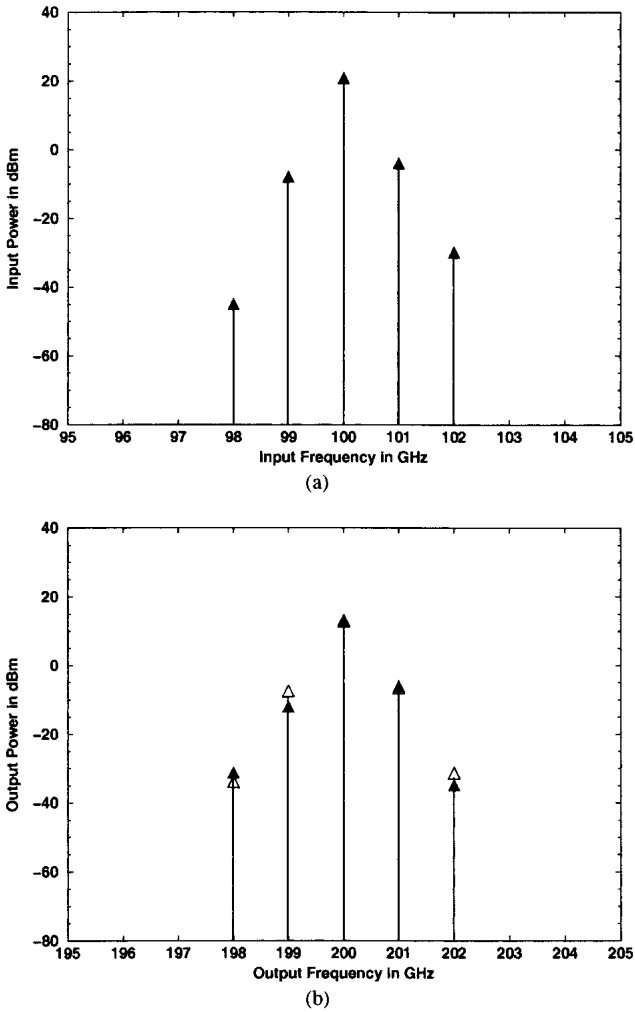 40
20
0
−20
−40
−60
−80
Input Power in dBm
95 96 97 98 99 100 101 102 103 104 105
Input Frequency in GHz
(a)
40
20
0
−20
−40
−60
−80
Output Power in dBm
195 196 197 198 199 200 201 202 203 204 205
Output Frequency in GHz
(b)